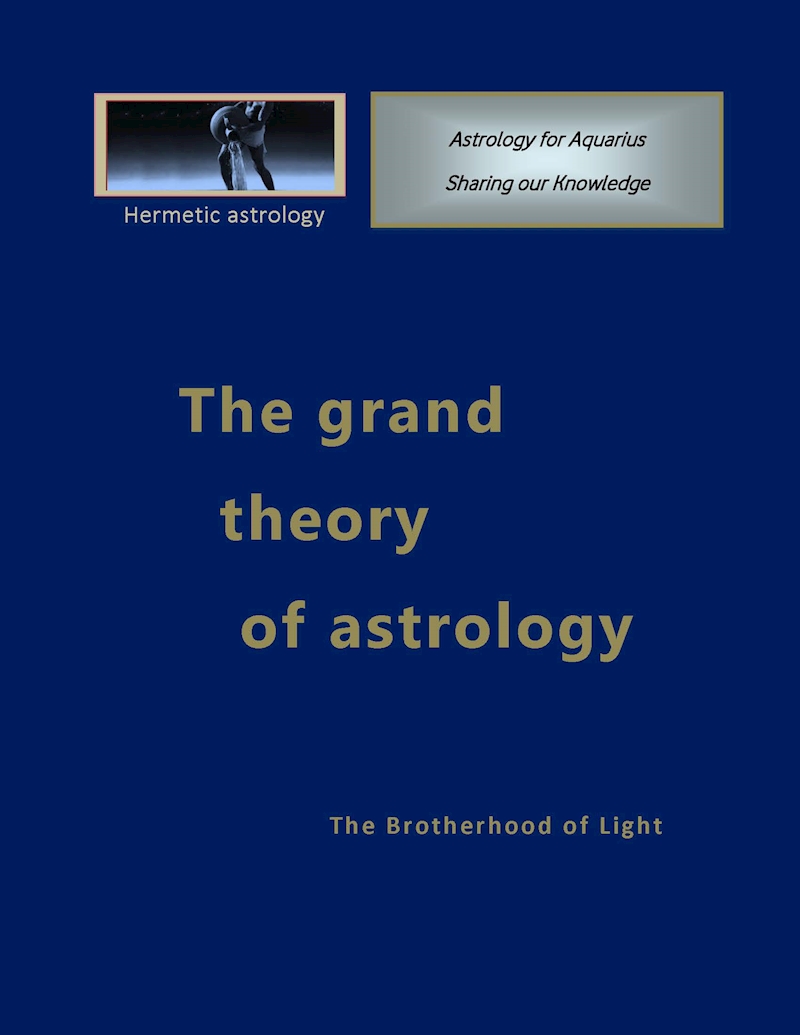 Hermetic astrology
Astrology for Aquarius
Sharing our Knowledge
The grand
theory
of astrology
The Brotherhood of Light